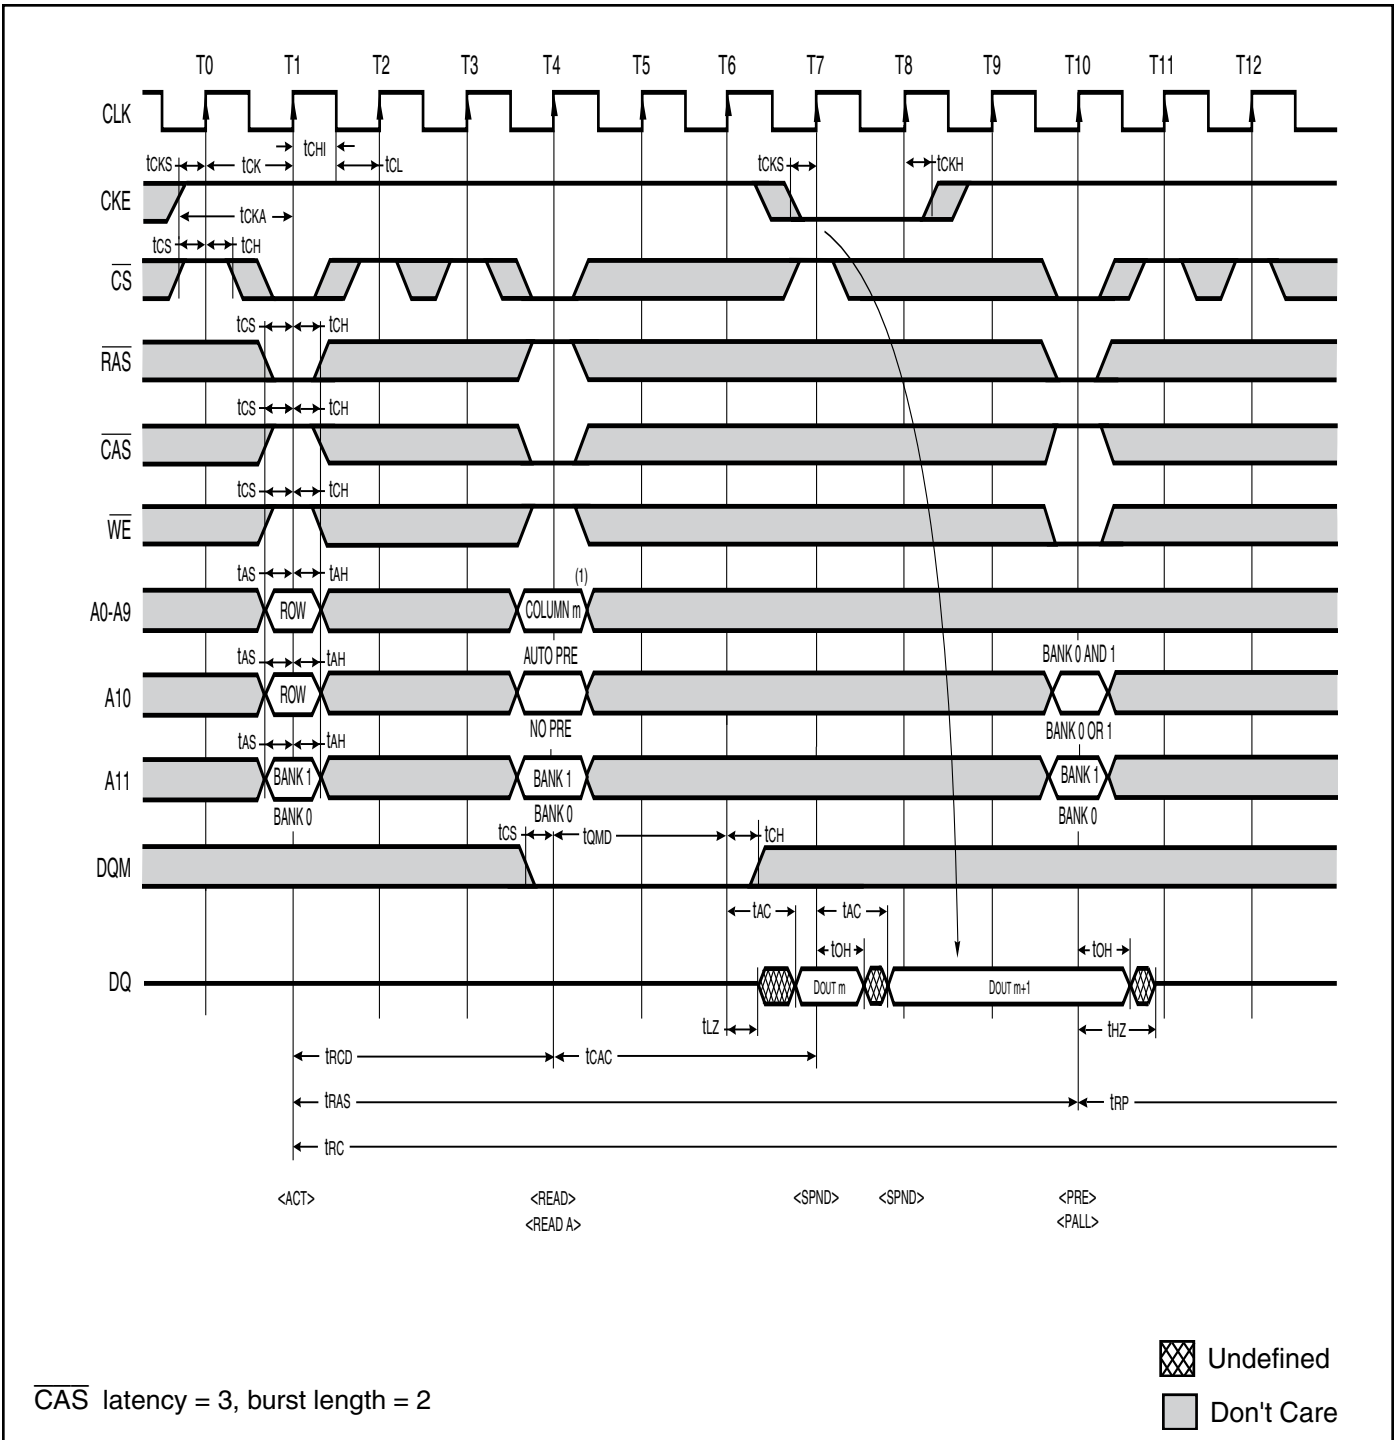 T0 T1 T2 T3 T4 T5 T6 T7 T8 T9 T10 T11 T12
CLK
tCHI
tCKS tCK tCL tCKS tCKH
CKE
tCKA
tCS tCH
CS
tCS tCH
RAS
tCS tCH
CAS
tCS tCH
WE
tAS tAH (1)
A0-A9 ROW COLUMN m
tAS tAH AUTO PRE BANK 0 AND 1
A10 ROW
NO PRE BANK 0 OR 1
tAS tAH
A11 BANK 1 BANK 1 BANK 1
BANK 0 BANK 0 BANK 0
tCS tQMD tCH
DQM
tAC tAC
tOH tOH
DQ DOUT m DOUT m+1
tLZ tHZ
tRCD tCAC
tRAS tRP
tRC
<ACT> <READ> <SPND> <SPND> <PRE>
<READ A> <PALL>
Undefined
CAS latency = 3, burst length = 2
Don't Care